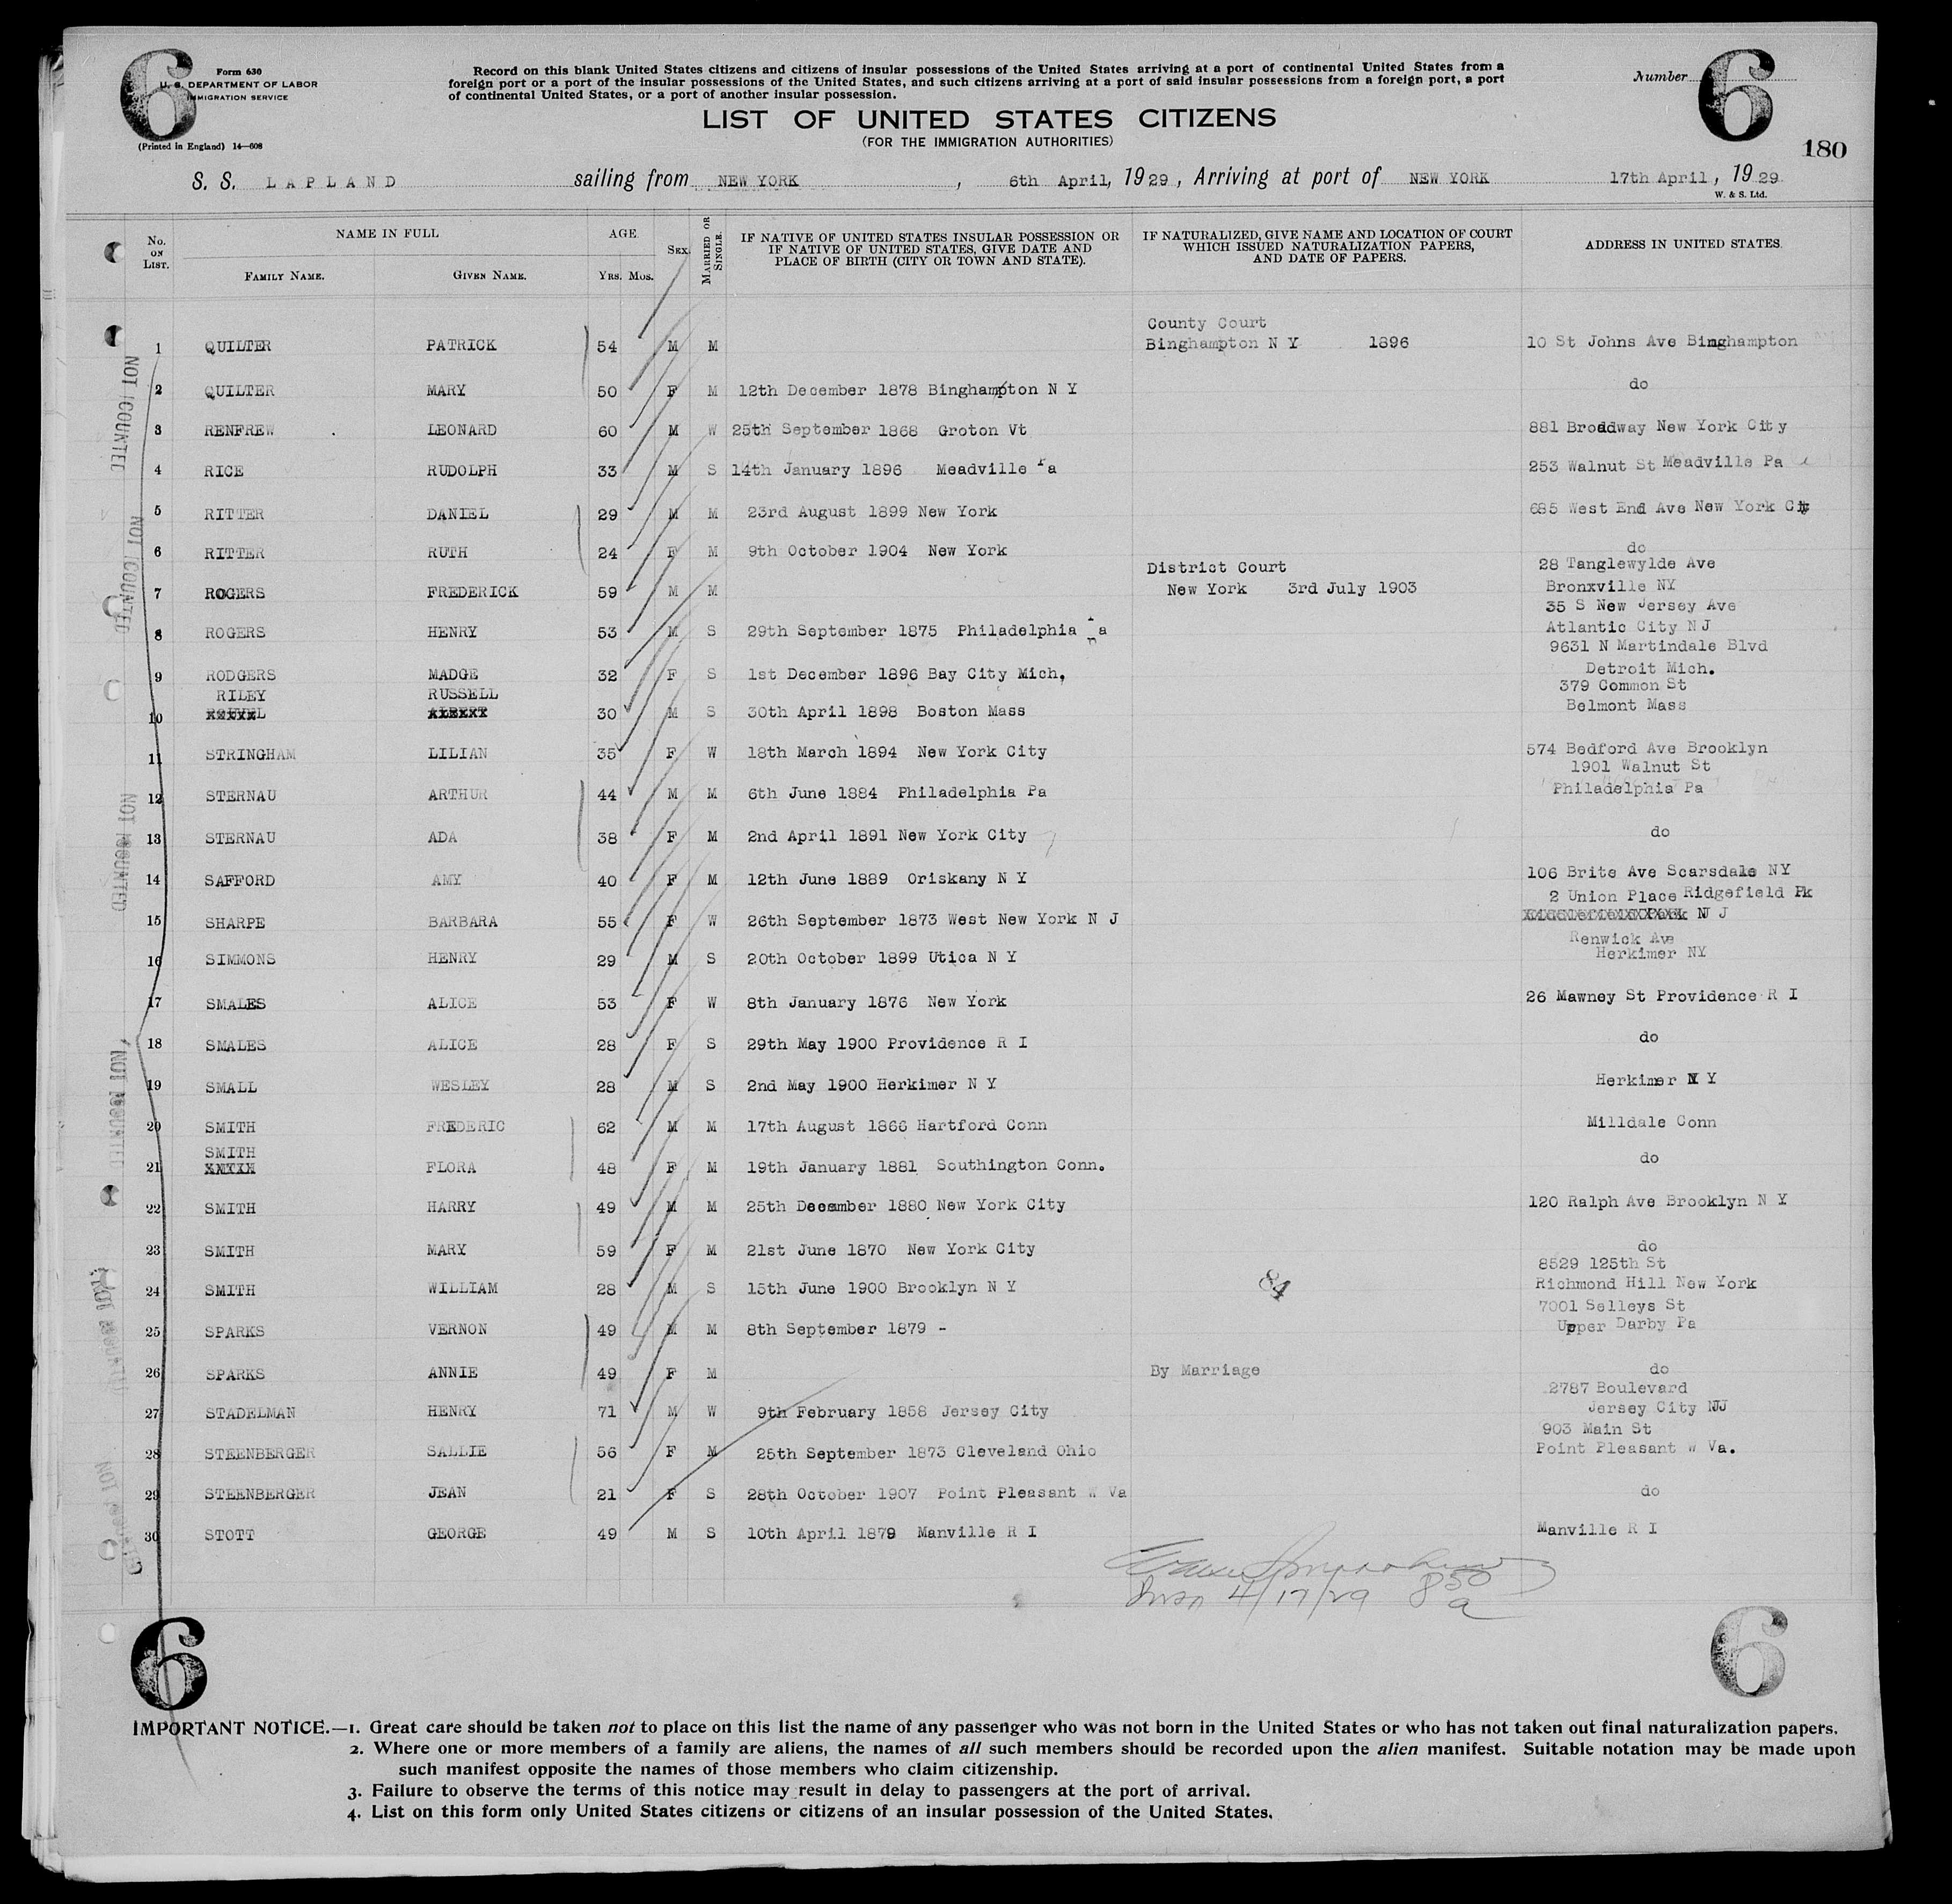 6
Form 630
U. S. DEPARTMENT OF LABOR
IMMIGRATION SERVICE
(Printed in England) 14—608
Record on this blank United States citizens and citizens of insular possessions of the United States arriving at a port of continental United States from a
foreign port or a port of the insular possessions of the United States, and such citizens arriving at a port of said insular possessions from a foreign port, a port
of continental United States, or a port of another insular possession.
Number 6
LIST OF UNITED STATES CITIZENS
(FOR THE IMMIGRATION AUTHORITIES)
180
S. S. LAPLAND sailing from NEW YORK, 6th April, 1929, Arriving at port of NEW YORK 17th April, 1929
W. & S. Ltd.
No. ON LIST. NAME IN FULL FAMILY NAME. GIVEN NAME. AGE YRS. MOS. SEX. MARRIED OR SINGLE. IF NATIVE OF UNITED STATES INSULAR POSSESSION OR IF NATIVE OF UNITED STATES, GIVE DATE AND PLACE OF BIRTH (CITY OR TOWN AND STATE). IF NATURALIZED, GIVE NAME AND LOCATION OF COURT WHICH ISSUED NATURALIZATION PAPERS, AND DATE OF PAPERS. ADDRESS IN UNITED STATES.
County Court
1 QUILTER PATRICK 54 M M Binghampton N Y 1896 10 St Johns Ave Binghampton
2 QUILTER MARY 50 F M 12th December 1878 Binghampton N Y do
3 RENFREW LEONARD 60 M W 25th September 1868 Groton Vt 881 Broadway New York City
4 RICE RUDOLPH 33 M S 14th January 1896 Meadville Pa 253 Walnut St Meadville Pa
5 RITTER DANIEL 29 M M 23rd August 1899 New York 685 West End Ave New York Cit
6 RITTER RUTH 24 F M 9th October 1904 New York do
District Court 28 Tanglewylde Ave
7 ROGERS FREDERICK 59 M M New York 3rd July 1903 Bronxville NY
35 S New Jersey Ave
8 ROGERS HENRY 53 M S 29th September 1875 Philadelphia Pa Atlantic City N J
9631 N Martindale Blvd
9 RODGERS MADGE 32 F S 1st December 1896 Bay City Mich, Detroit Mich.
RILEY RUSSELL 379 Common St
10 30 M S 30th April 1898 Boston Mass Belmont Mass
11 STRINGHAM LILIAN 35 F W 18th March 1894 New York City 574 Bedford Ave Brooklyn
1901 Walnut St
12 STERNAU ARTHUR 44 M M 6th June 1884 Philadelphia Pa Philadelphia Pa
13 STERNAU ADA 38 F M 2nd April 1891 New York City do
14 SAFFORD AMY 40 F M 12th June 1889 Oriskany N Y 106 Brite Ave Scarsdale NY
2 Union Place Ridgefield Pk
15 SHARPE BARBARA 55 F W 26th September 1873 West New York N J N J
Renwick Ave
16 SIMMONS HENRY 29 M S 20th October 1899 Utica N Y Herkimer NY
17 SMALES ALICE 53 F W 8th January 1876 New York 26 Mawney St Providence R I
18 SMALES ALICE 28 F S 29th May 1900 Providence R I do
19 SMALL WESLEY 28 M S 2nd May 1900 Herkimer N Y Herkimer N Y
20 SMITH FREDERIC 62 M M 17th August 1866 Hartford Conn Milldale Conn
SMITH
21 FLORA 48 F M 19th January 1881 Southington Conn. do
22 SMITH HARRY 49 M M 25th December 1880 New York City 120 Ralph Ave Brooklyn N Y
23 SMITH MARY 59 F M 21st June 1870 New York City do
8529 125th St
24 SMITH WILLIAM 28 M S 15th June 1900 Brooklyn N Y 84 Richmond Hill New York
7001 Selleys St
25 SPARKS VERNON 49 M M 8th September 1879 - Upper Darby Pa
26 SPARKS ANNIE 49 F M By Marriage do
2787 Boulevard
27 STADELMAN HENRY 71 M W 9th February 1858 Jersey City Jersey City NJ
903 Main St
28 STEENBERGER SALLIE 56 F M 25th September 1873 Cleveland Ohio Point Pleasant W Va.
29 STEENBERGER JEAN 21 F S 28th October 1907 Point Pleasant W Va do
30 STOTT GEORGE 49 M S 10th April 1879 Manville R I Manville R I
NOT COUNTED
NOT COUNTED
NOT COUNTED
NOT COUNTED
4/17/29 8 50 a
6 6
IMPORTANT NOTICE.—1. Great care should be taken not to place on this list the name of any passenger who was not born in the United States or who has not taken out final naturalization papers.
2. Where one or more members of a family are aliens, the names of all such members should be recorded upon the alien manifest. Suitable notation may be made upon
such manifest opposite the names of those members who claim citizenship.
3. Failure to observe the terms of this notice may result in delay to passengers at the port of arrival.
4. List on this form only United States citizens or citizens of an insular possession of the United States.